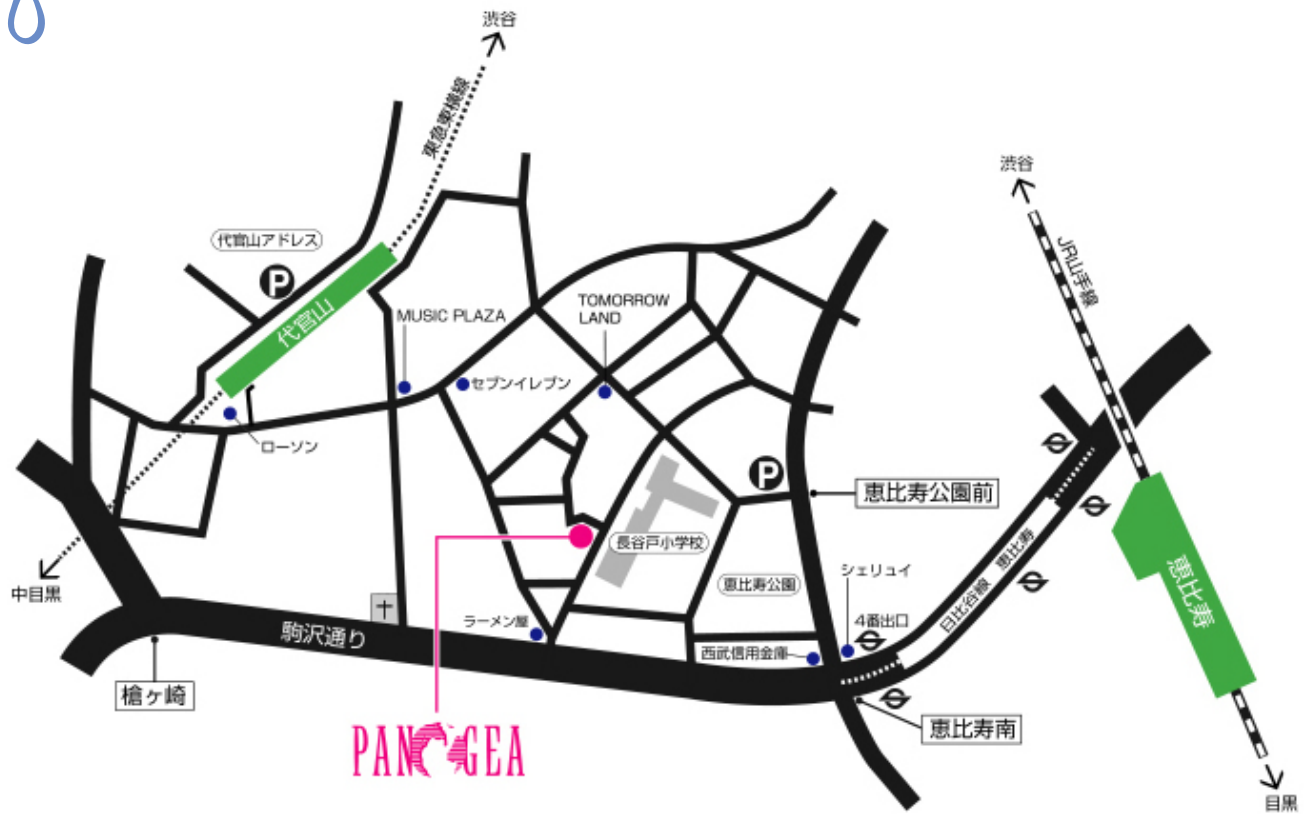 渋谷
東急東横線
渋谷
JR山手線
代官山アドレス
P
代官山
MUSIC PLAZA
TOMORROW
LAND
セブンイレブン
ローソン
P
恵比寿公園前
長谷戸小学校
恵比寿公園
シェリュイ
日比谷線 恵比寿
恵比寿
中目黒
ラーメン屋
4番出口
駒沢通り
西武信用金庫
槍ヶ崎
恵比寿南
PANGEA
目黒